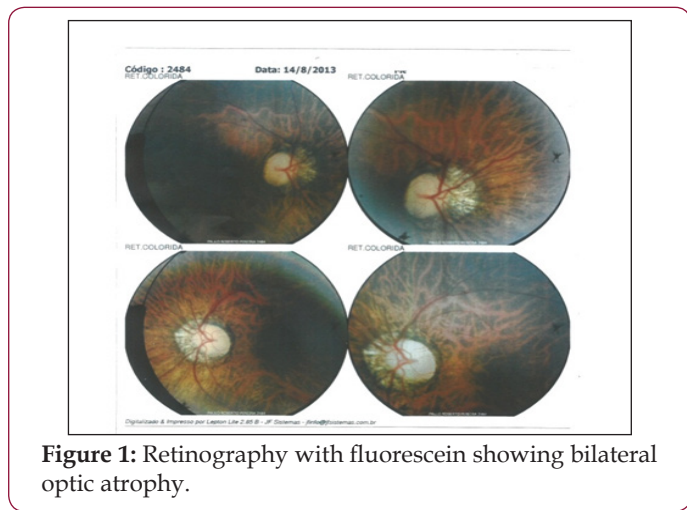 Código : 2484 Data: 14/8/2013
RET.COLORIDA RET.COLORIDA
RET.COLORIDA RET.COLORIDA
Digitalizado & Impresso por Lepton Lite 2.95 B - JF Sistemas - jfinfo@jfsistemas.com.br
Figure 1: Retinography with fluorescein showing bilateral
optic atrophy.